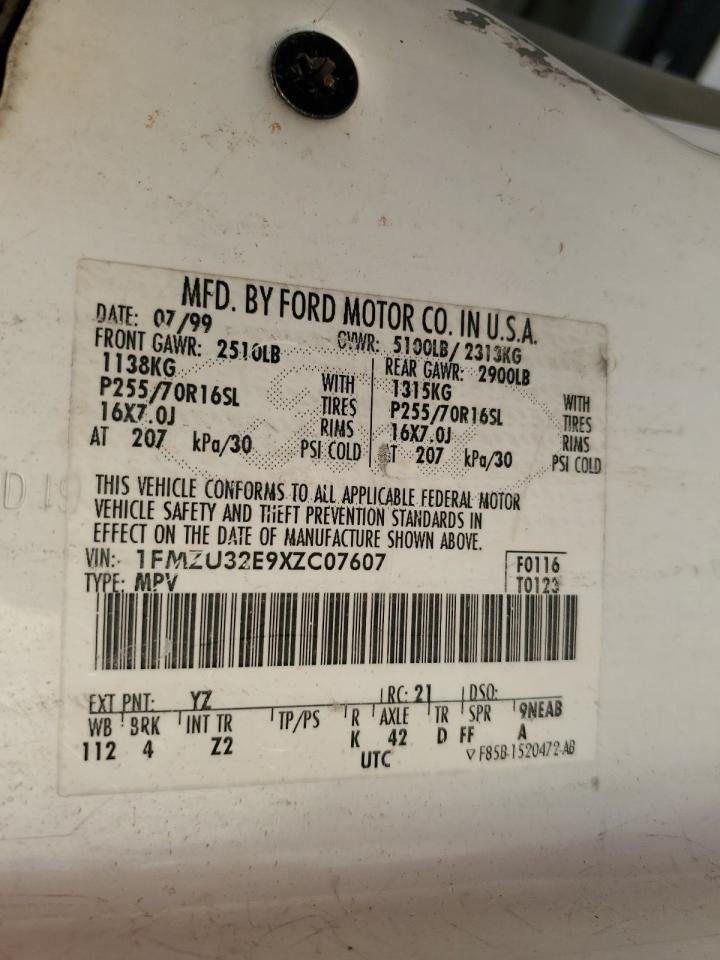 MFD. BY FORD MOTOR CO. IN U.S.A.
DATE: 07/99 GVWR: 5100LB/ 2313KG
FRONT GAWR: 2510LB REAR GAWR: 2900LB
1138KG WITH 1315KG WITH
P255/70R16SL TIRES P255/70R16SL TIRES
16X7.0J RIMS 16X7.0J RIMS
AT 207 kPa/30 PSI COLD AT 207 kPa/30 PSI COLD
THIS VEHICLE CONFORMS TO ALL APPLICABLE FEDERAL MOTOR
VEHICLE SAFETY AND THEFT PREVENTION STANDARDS IN
EFFECT ON THE DATE OF MANUFACTURE SHOWN ABOVE.
VIN: 1FMZU32E9XZC07607 F0116
TYPE: MPV T0123
EXT PNT: YZ RC: 21 DSO:
WB BRK INT TR TP/PS R AXLE TR SPR 9NEAB
112 4 Z2 K 42 D FF A
UTC ▽ F85B-1520472-AB